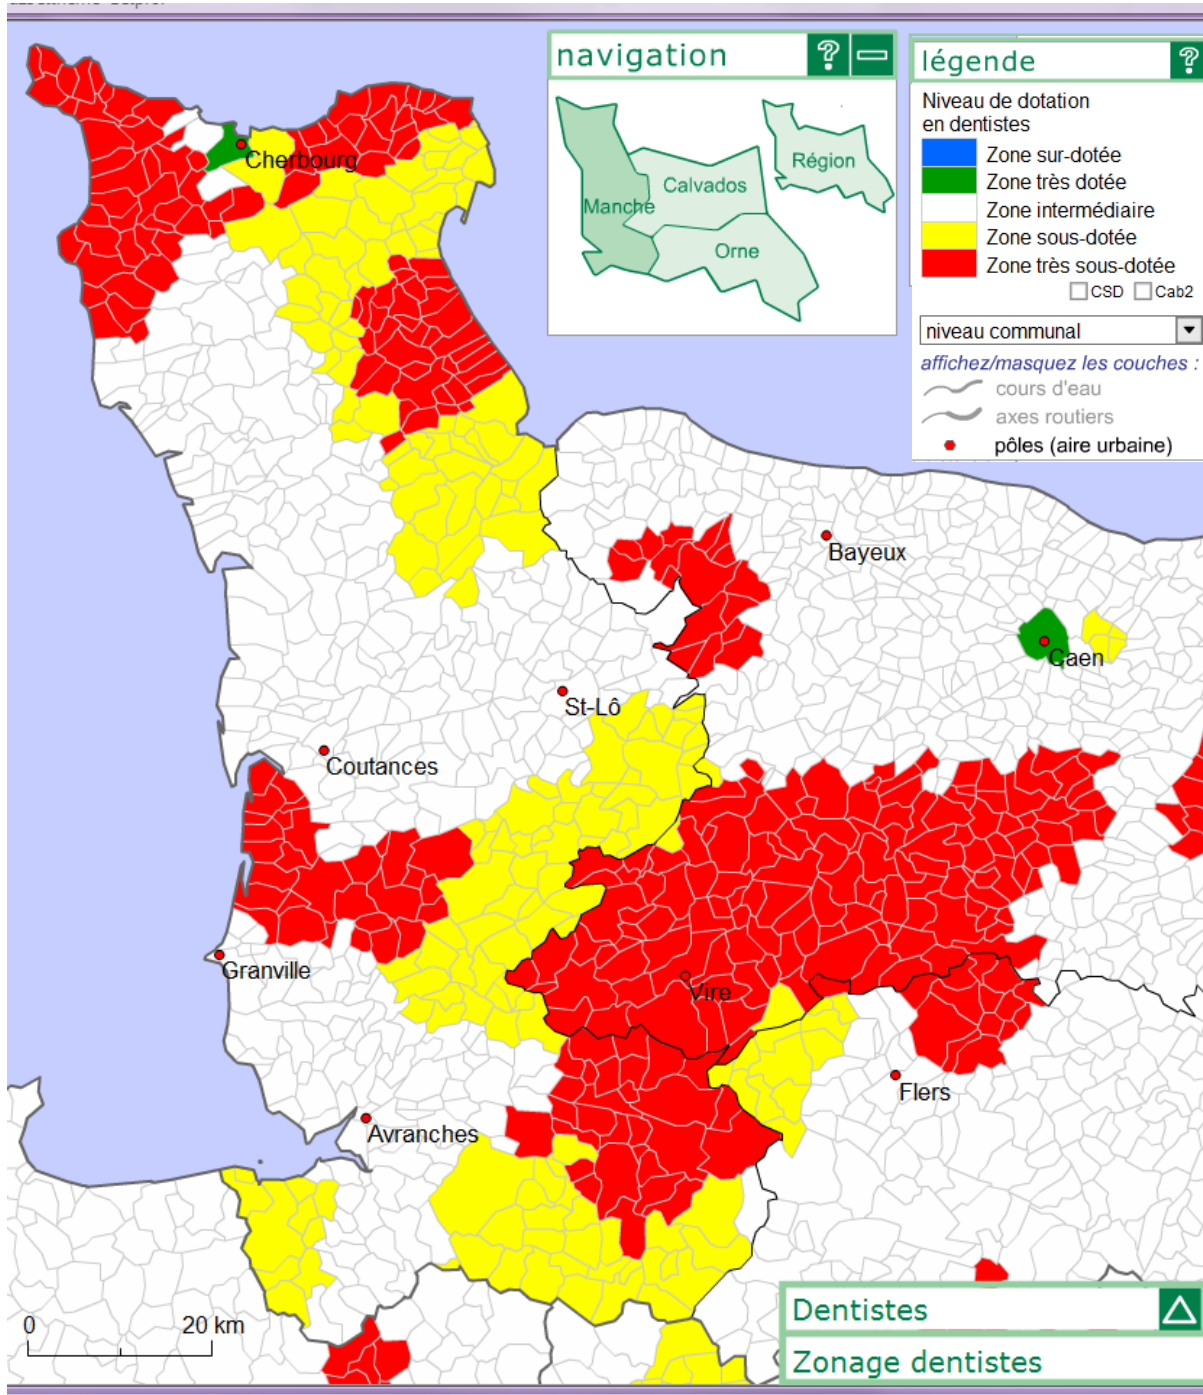 navigation
?
légende
?
Niveau de dotation
en dentistes
Zone sur-dotée
Zone très dotée
Zone intermédiaire
Zone sous-dotée
Zone très sous-dotée
CSD Cab2
niveau communal
affichez/masquez les couches :
cours d'eau
axes routiers
pôles (aire urbaine)
Région
Calvados
Manche
Orne
Cherbourg
Bayeux
Caen
St-Lô
Coutances
Granville
Vire
Flers
Avranches
0 20 km
Dentistes
Zonage dentistes